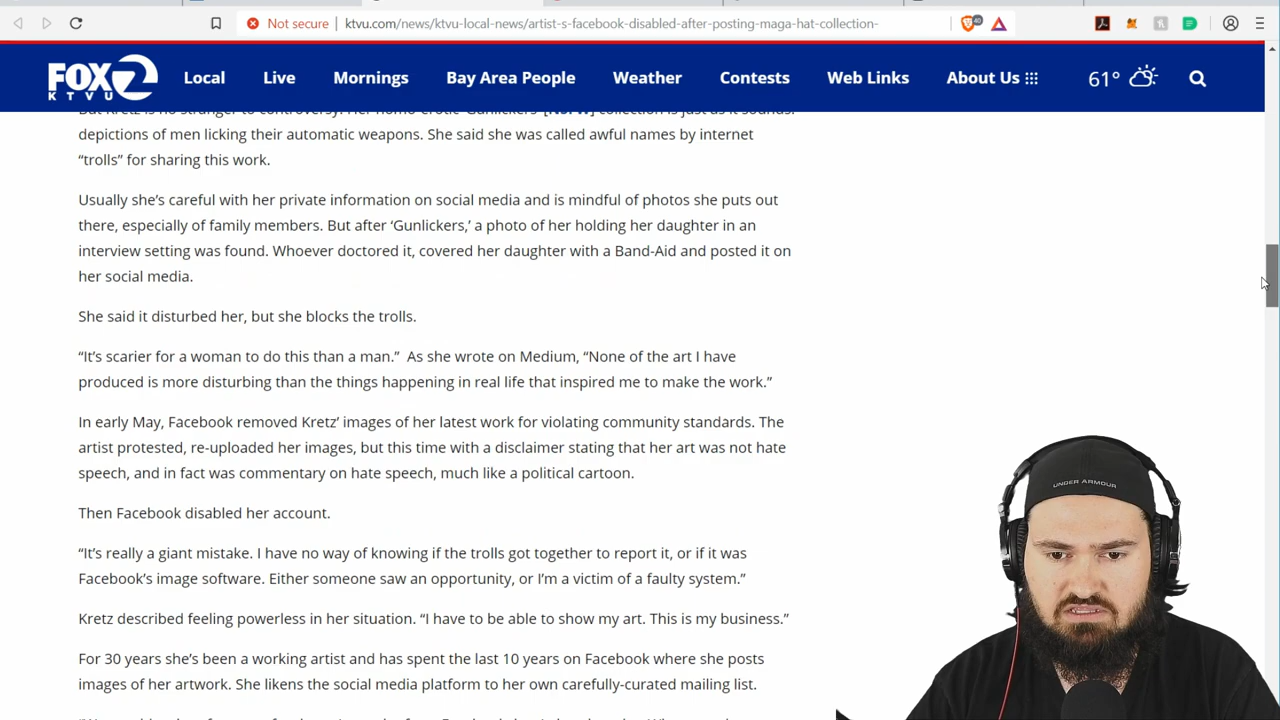 Not secure
ktvu.com/news/ktvu-local-news/artist-s-facebook-disabled-after-posting-maga-hat-collection-
FOX 2
KTVU
Local
Live
Mornings
Bay Area People
Weather
Contests
Web Links
About Us
61°
But Kretz is no stranger to controversy. Her homo-erotic ‘Gunlickers’ [NSFW] collection is just as it sounds:
depictions of men licking their automatic weapons. She said she was called awful names by internet
“trolls” for sharing this work.
Usually she’s careful with her private information on social media and is mindful of photos she puts out
there, especially of family members. But after ‘Gunlickers,’ a photo of her holding her daughter in an
interview setting was found. Whoever doctored it, covered her daughter with a Band-Aid and posted it on
her social media.
She said it disturbed her, but she blocks the trolls.
“It’s scarier for a woman to do this than a man.”  As she wrote on Medium, “None of the art I have
produced is more disturbing than the things happening in real life that inspired me to make the work.”
In early May, Facebook removed Kretz’ images of her latest work for violating community standards. The
artist protested, re-uploaded her images, but this time with a disclaimer stating that her art was not hate
speech, and in fact was commentary on hate speech, much like a political cartoon.
Then Facebook disabled her account.
“It’s really a giant mistake. I have no way of knowing if the trolls got together to report it, or if it was
Facebook’s image software. Either someone saw an opportunity, or I’m a victim of a faulty system.”
Kretz described feeling powerless in her situation. “I have to be able to show my art. This is my business.”
For 30 years she’s been a working artist and has spent the last 10 years on Facebook where she posts
images of her artwork. She likens the social media platform to her own carefully-curated mailing list.
UNDER ARMOUR